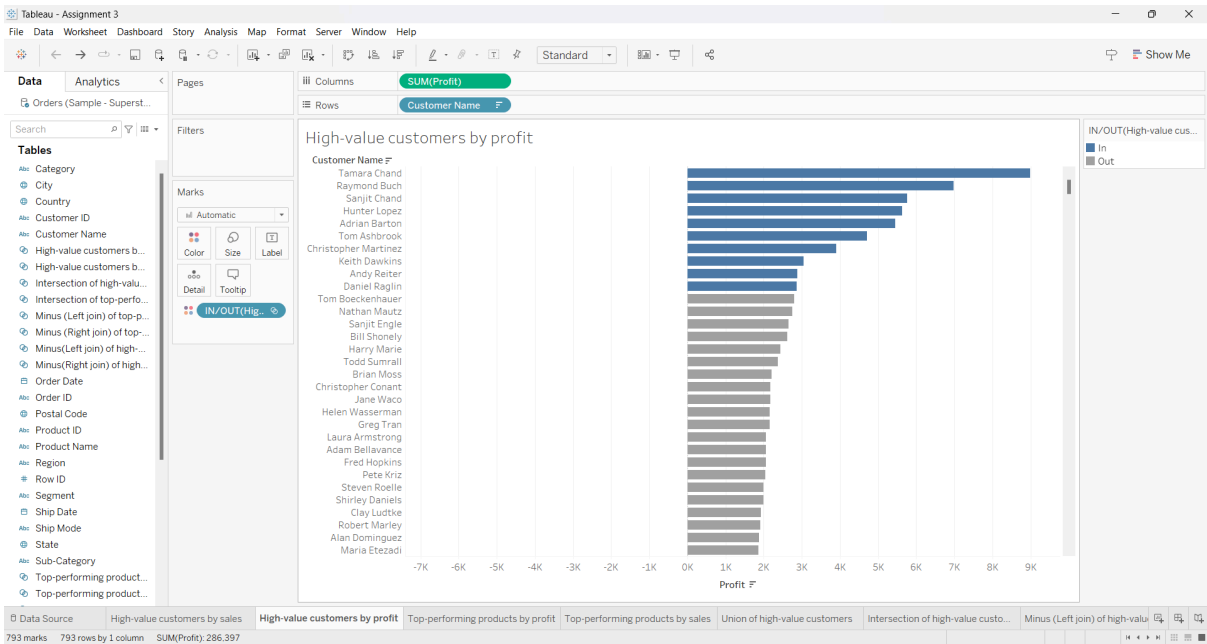 Tableau - Assignment 3
File Data Worksheet Dashboard Story Analysis Map Format Server Window Help
Standard
Show Me
Data Analytics
Orders (Sample - Superst...
Search
Tables
Category
City
Country
Customer ID
Customer Name
High-value customers b...
High-value customers b...
Intersection of high-valu...
Intersection of top-perfo...
Minus (Left join) of top-p...
Minus (Right join) of top-...
Minus(Left join) of high-...
Minus(Right join) of high...
Order Date
Order ID
Postal Code
Product ID
Product Name
Region
Row ID
Segment
Ship Date
Ship Mode
State
Sub-Category
Top-performing product...
Top-performing product...
Pages
Filters
Marks
Automatic
Color Size Label
Detail Tooltip
IN/OUT(Hig..
Columns SUM(Profit)
Rows Customer Name
High-value customers by profit
Customer Name
Tamara Chand
Raymond Buch
Sanjit Chand
Hunter Lopez
Adrian Barton
Tom Ashbrook
Christopher Martinez
Keith Dawkins
Andy Reiter
Daniel Raglin
Tom Boeckenhauer
Nathan Mautz
Sanjit Engle
Bill Shonely
Harry Marie
Todd Sumrall
Brian Moss
Christopher Conant
Jane Waco
Helen Wasserman
Greg Tran
Laura Armstrong
Adam Bellavance
Fred Hopkins
Pete Kriz
Steven Roelle
Shirley Daniels
Clay Ludtke
Robert Marley
Alan Dominguez
Maria Etezadi
-7K -6K -5K -4K -3K -2K -1K 0K 1K 2K 3K 4K 5K 6K 7K 8K 9K
Profit
IN/OUT(High-value cus...
In
Out
Data Source High-value customers by sales High-value customers by profit Top-performing products by profit Top-performing products by sales Union of high-value customers Intersection of high-value custo... Minus (Left join) of high-valu
793 marks 793 rows by 1 column SUM(Profit): 286,397